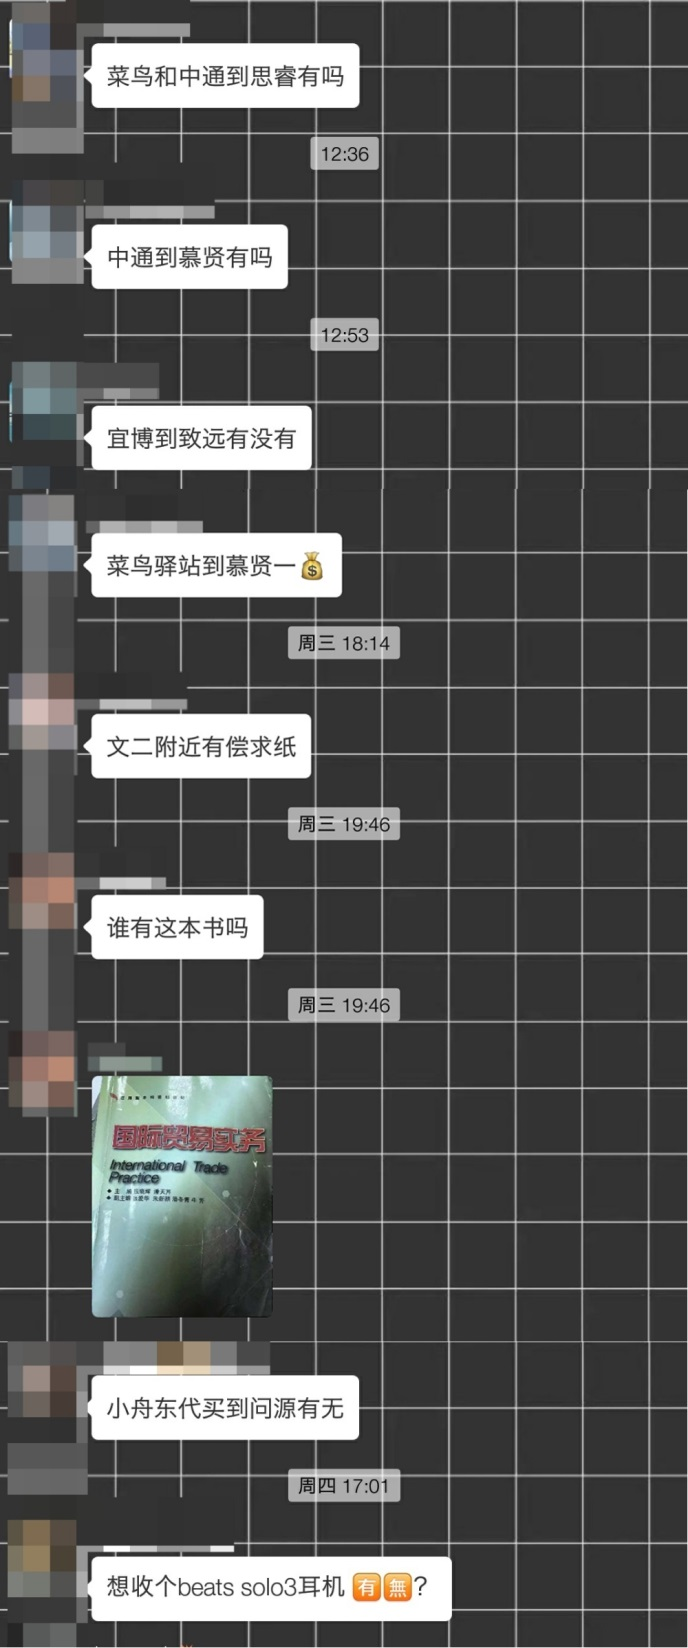 菜鸟和中通到思睿有吗
12:36
中通到慕贤有吗
12:53
宜博到致远有没有
菜鸟驿站到慕贤一💰
周三 18:14
文二附近有偿求纸
周三 19:46
谁有这本书吗
周三 19:46
国际贸易实务
International Trade
Practice
小舟东代买到问源有无
周四 17:01
想收个beats solo3耳机 🈶🈚?